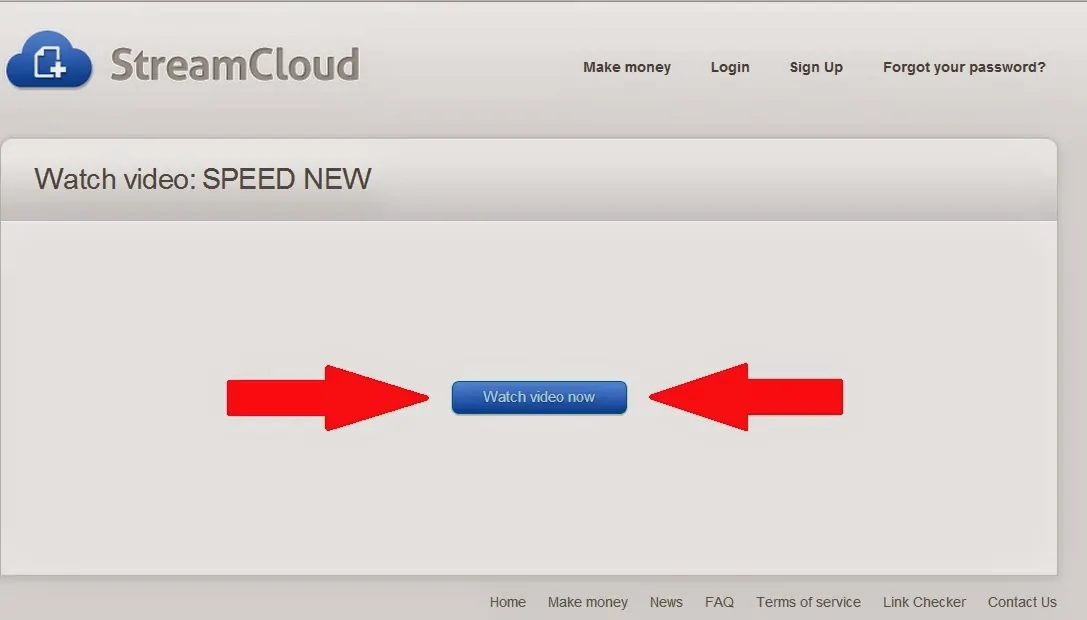 StreamCloud
Make money Login Sign Up Forgot your password?
Watch video: SPEED NEW
Watch video now
Home Make money News FAQ Terms of service Link Checker Contact Us